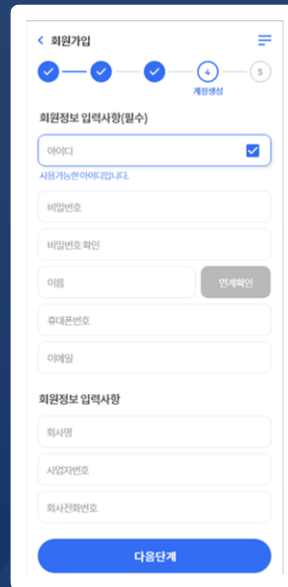 회원가입
4
5
계정생성
회원정보 입력사항(필수)
아이디
사용가능한 아이디입니다.
비밀번호
비밀번호 확인
이름
연계확인
휴대폰번호
이메일
회원정보 입력사항
회사명
사업자번호
회사전화번호
다음단계